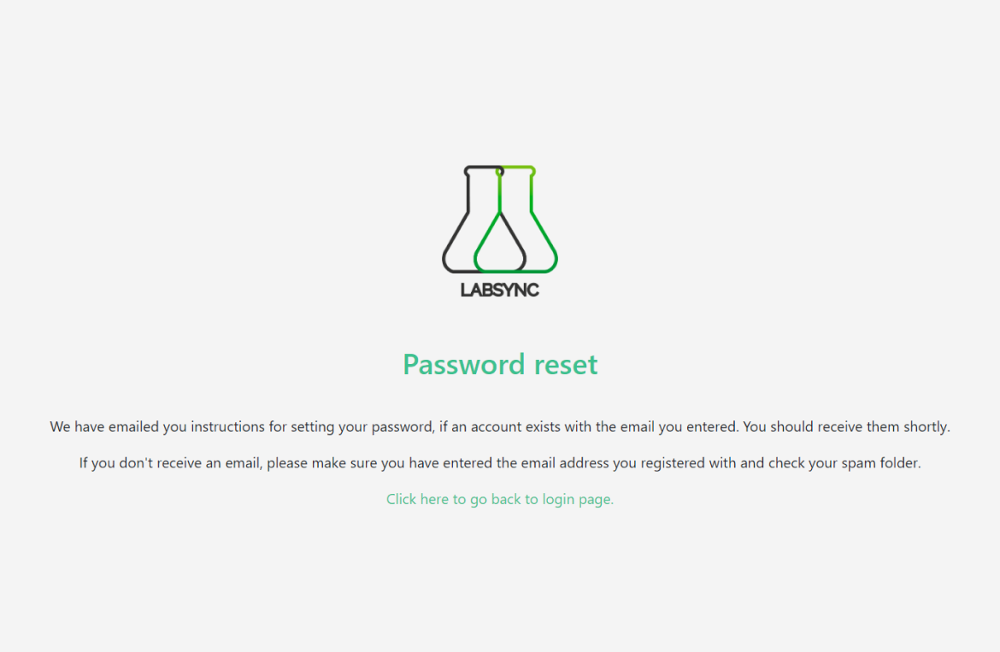 LABSYNC
Password reset
We have emailed you instructions for setting your password, if an account exists with the email you entered. You should receive them shortly.
If you don't receive an email, please make sure you have entered the email address you registered with and check your spam folder.
Click here to go back to login page.